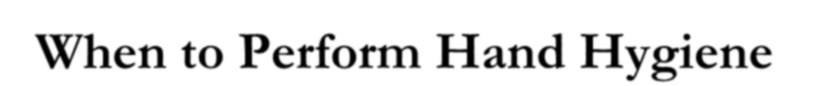 When to Perform Hand Hygiene